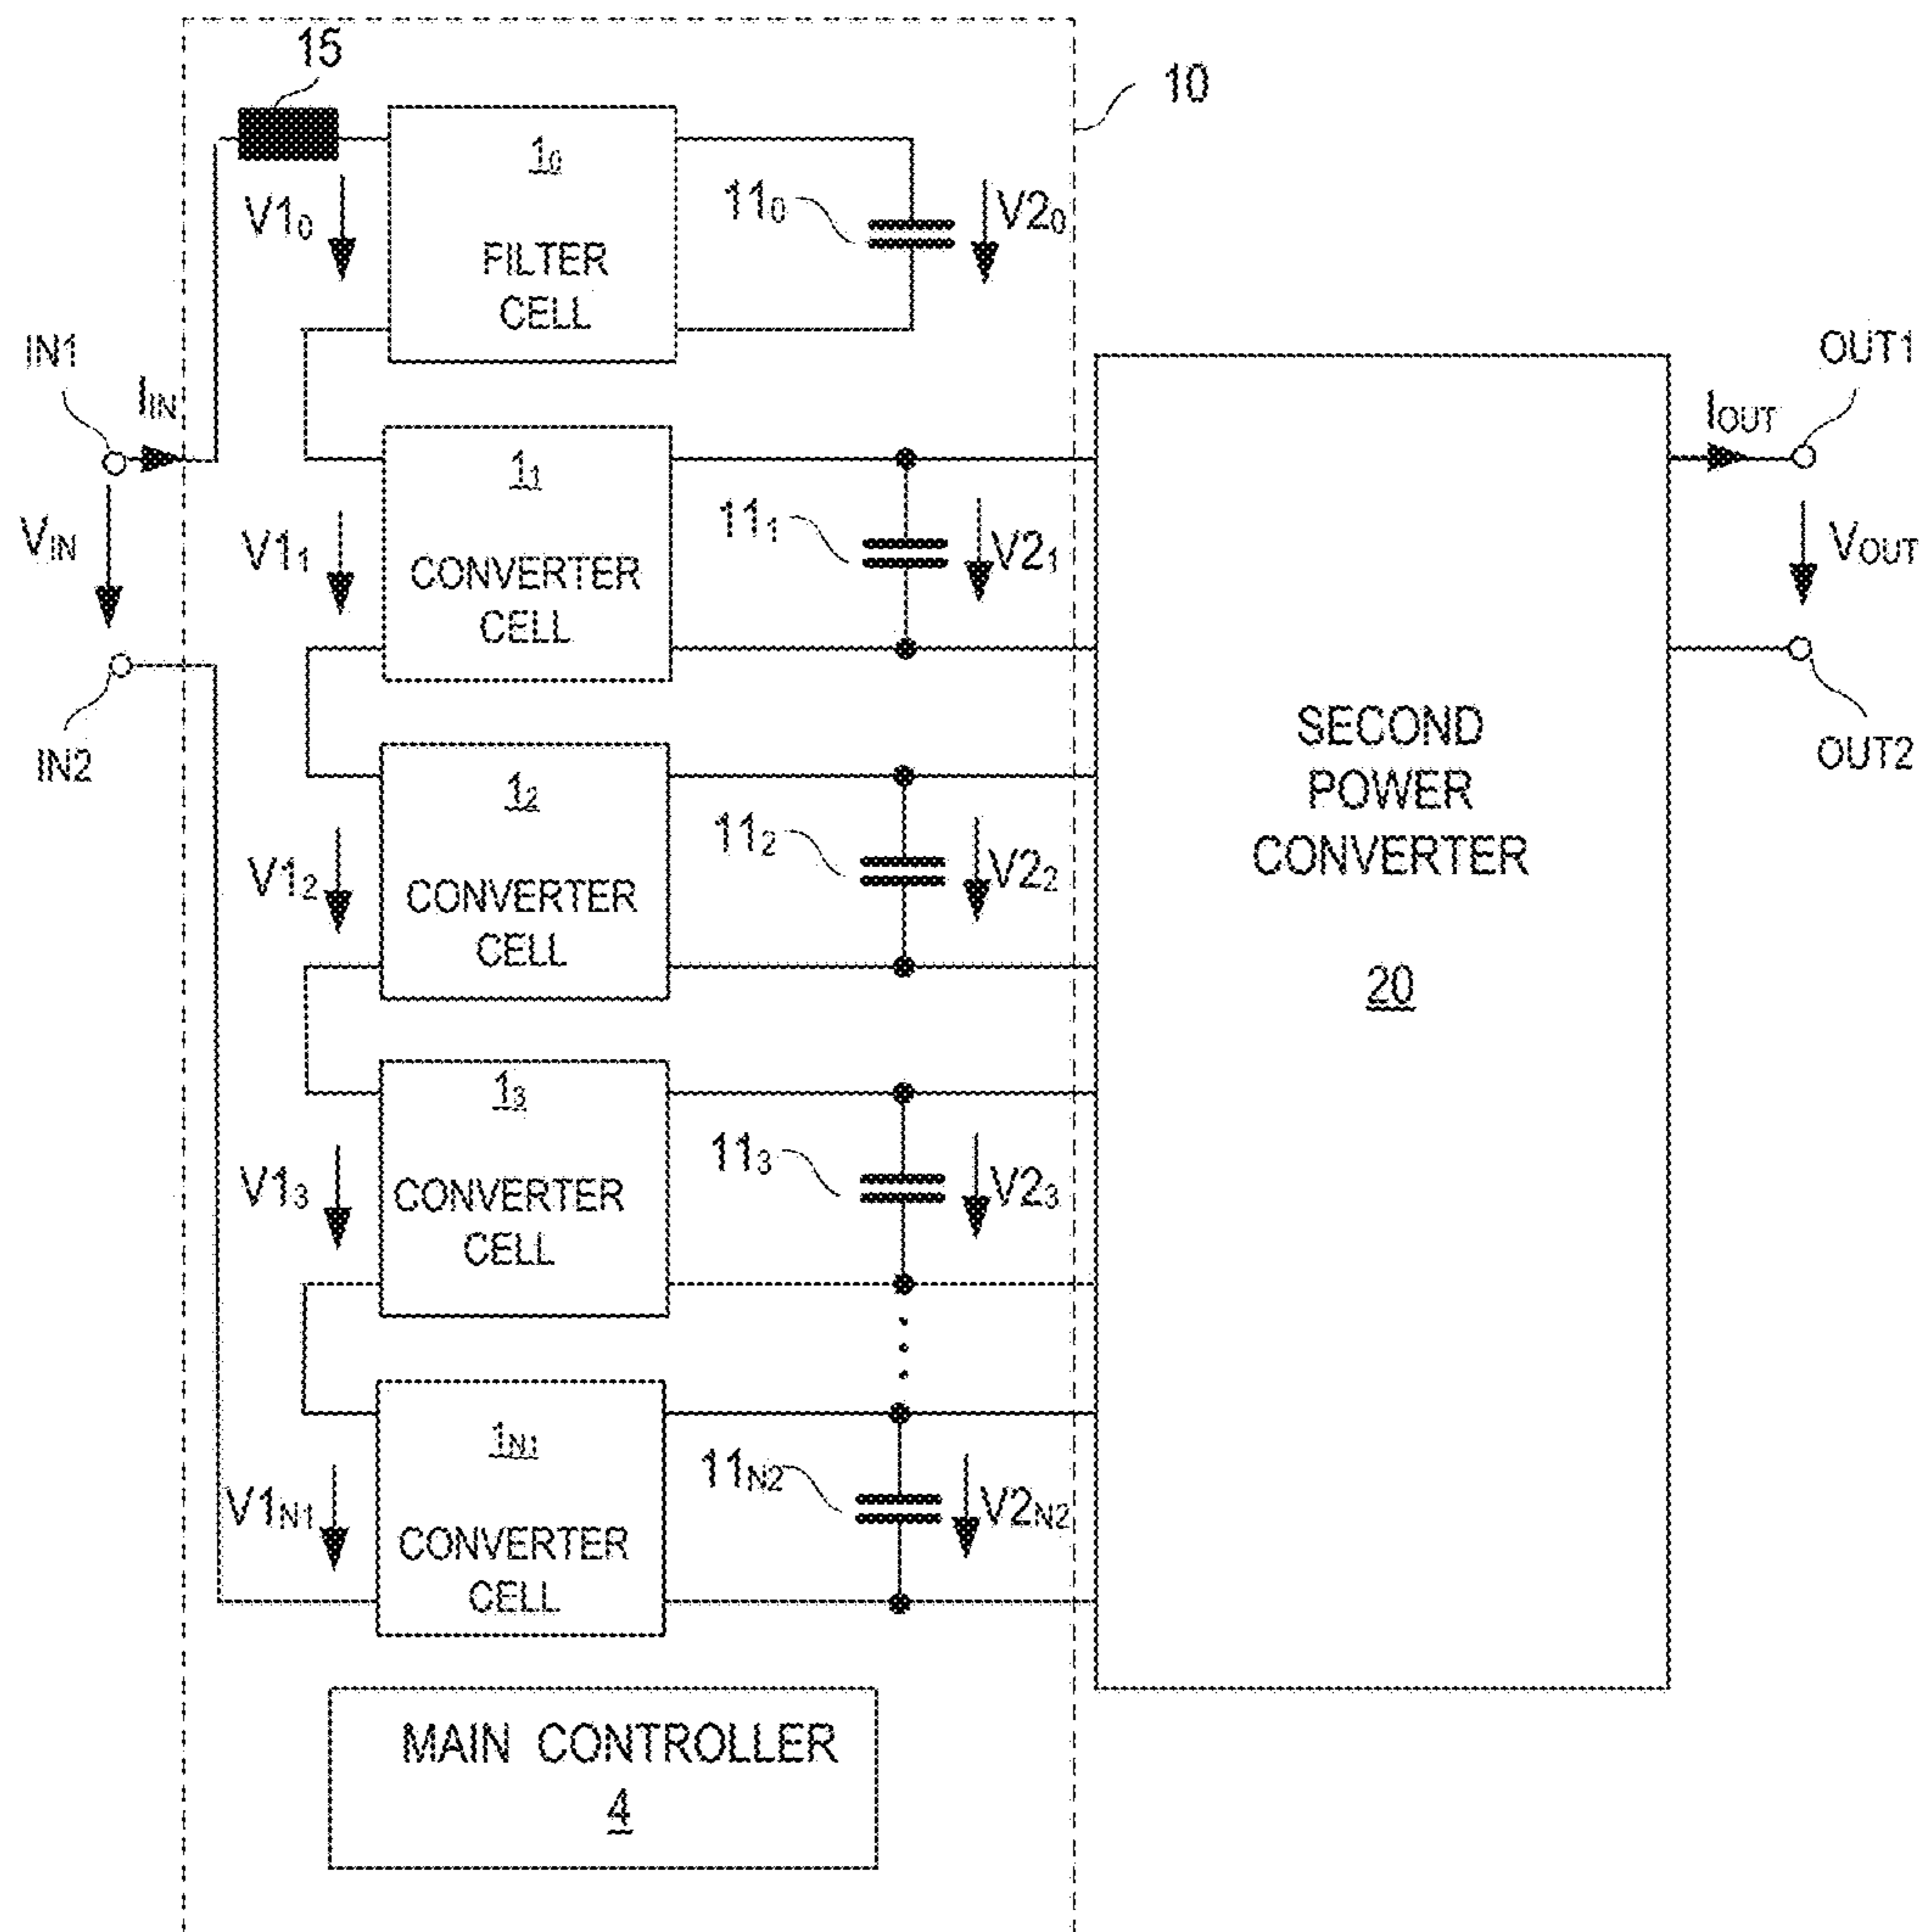 15
10
1₀
V1₀
11₀
V2₀
FILTER
CELL
IN1
OUT1
I_IN
I_OUT
1₁
V_IN
V1₁
11₁
V2₁
V_OUT
CONVERTER
CELL
IN2
OUT2
SECOND
POWER
CONVERTER
20
1₂
V1₂
11₂
V2₂
CONVERTER
CELL
1₃
V1₃
11₃
V2₃
CONVERTER
CELL
1_N1
V1_N1
11_N2
V2_N2
CONVERTER
CELL
MAIN CONTROLLER
4